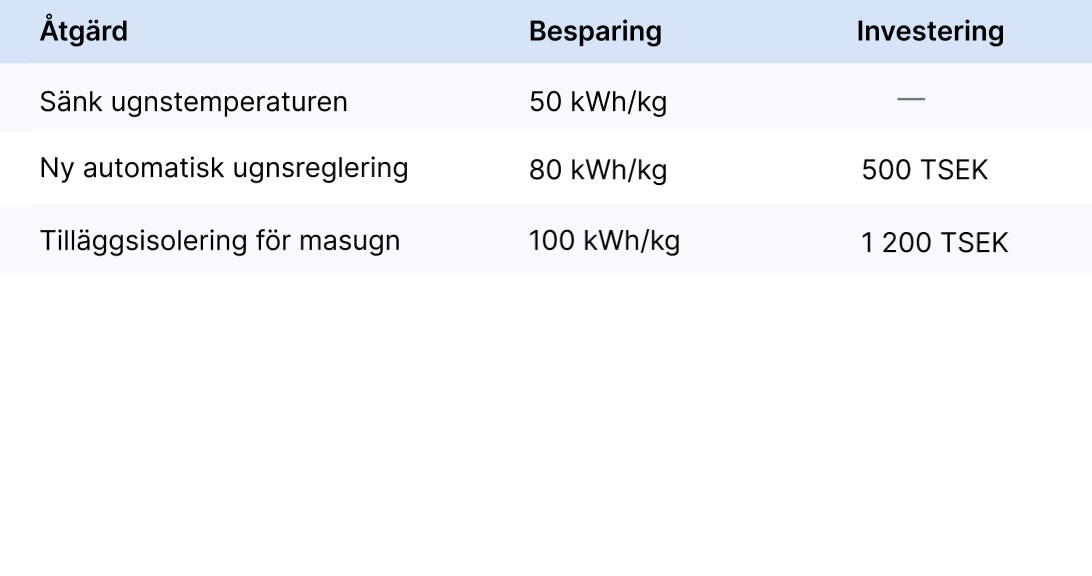 Åtgärd Besparing Investering
Sänk ugnstemperaturen 50 kWh/kg —
Ny automatisk ugnsreglering 80 kWh/kg 500 TSEK
Tilläggsisolering för masugn 100 kWh/kg 1 200 TSEK